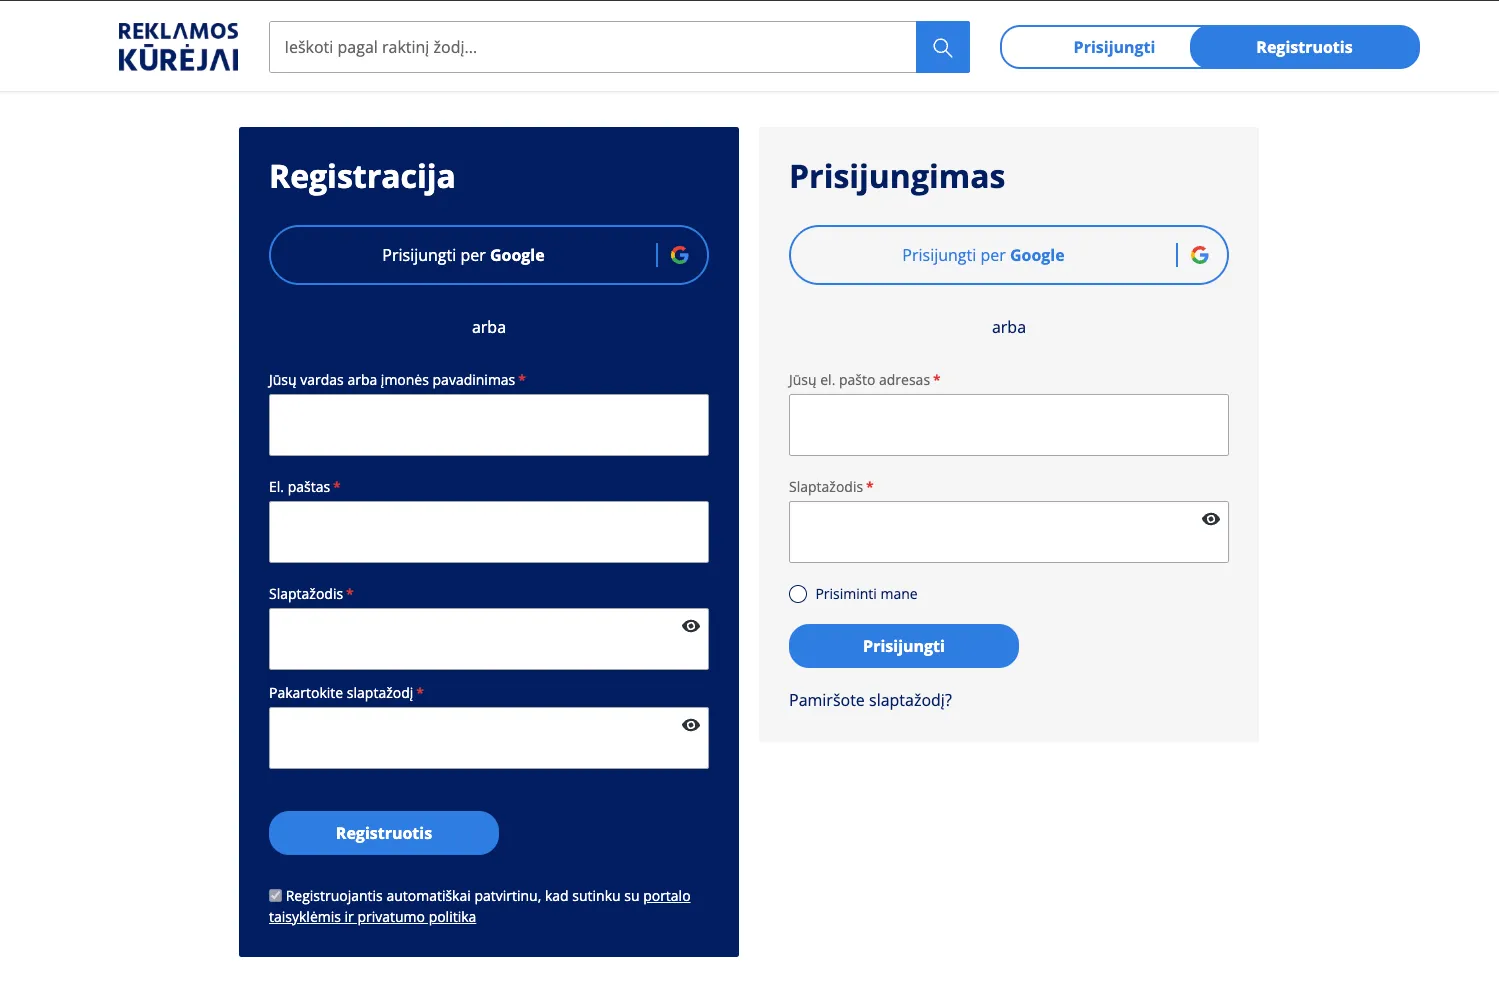 REKLAMOS
KŪRĖJAI
Ieškoti pagal raktinį žodį...
Prisijungti
Registruotis
Registracija
Prisijungti per Google
arba
Jūsų vardas arba įmonės pavadinimas *
El. paštas *
Slaptažodis *
Pakartokite slaptažodį *
Registruotis
Registruojantis automatiškai patvirtinu, kad sutinku su portalo
taisyklėmis ir privatumo politika
Prisijungimas
Prisijungti per Google
arba
Jūsų el. pašto adresas *
Slaptažodis *
Prisiminti mane
Prisijungti
Pamiršote slaptažodį?